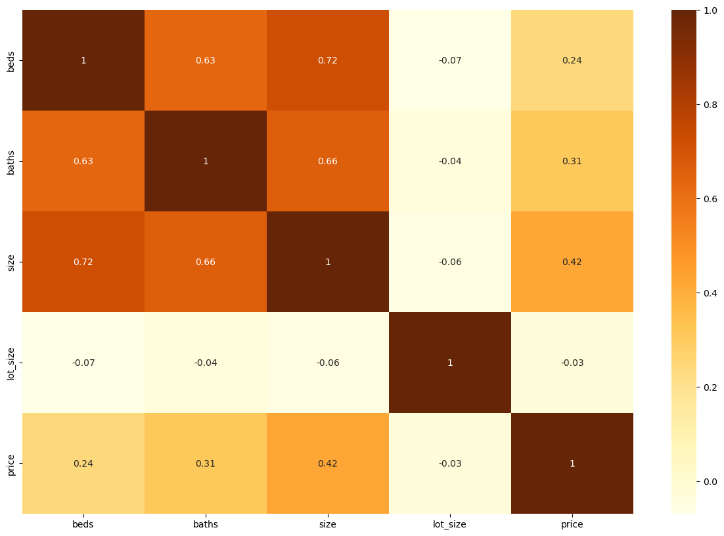 beds 1 0.63 0.72 -0.07 0.24
baths 0.63 1 0.66 -0.04 0.31
size 0.72 0.66 1 -0.06 0.42
lot_size -0.07 -0.04 -0.06 1 -0.03
price 0.24 0.31 0.42 -0.03 1
beds baths size lot_size price
1.0
0.8
0.6
0.4
0.2
0.0